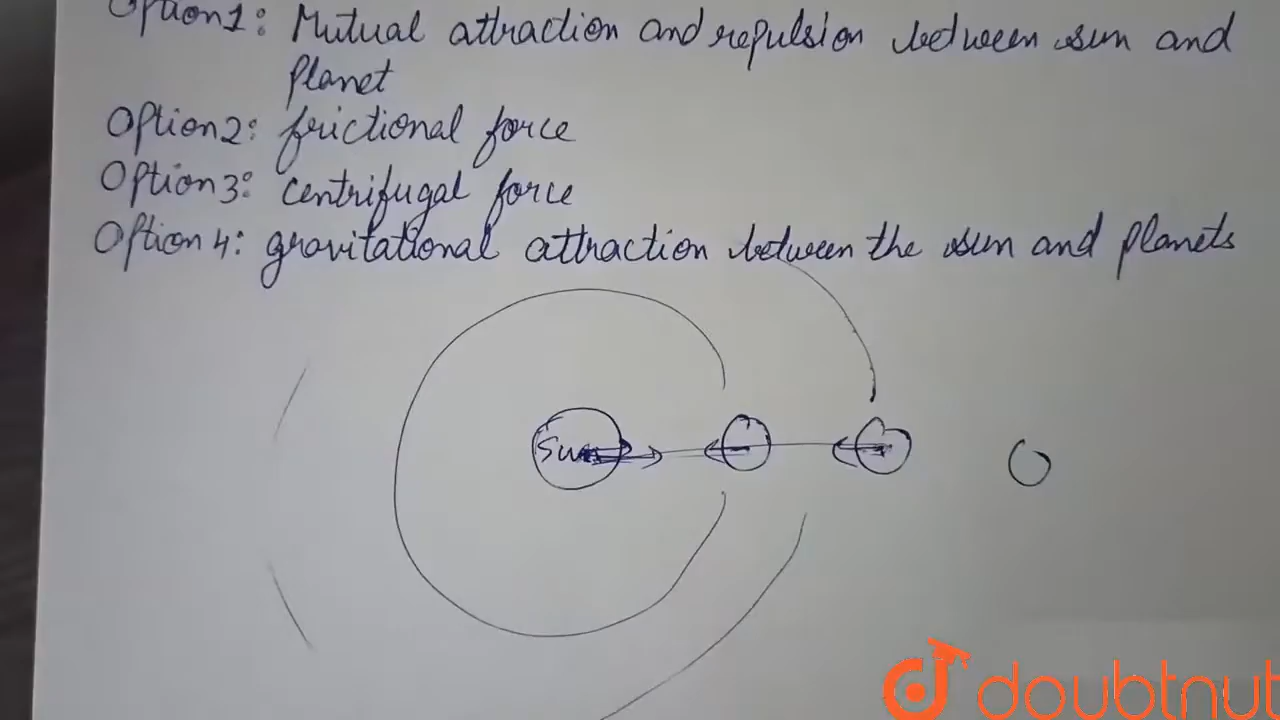 Option1: Mutual attraction and repulsion between sun and
planet
Option2: frictional force
Option3: centrifugal force
Option4: gravitational attraction between the sun and planets
Sun
doubtnut